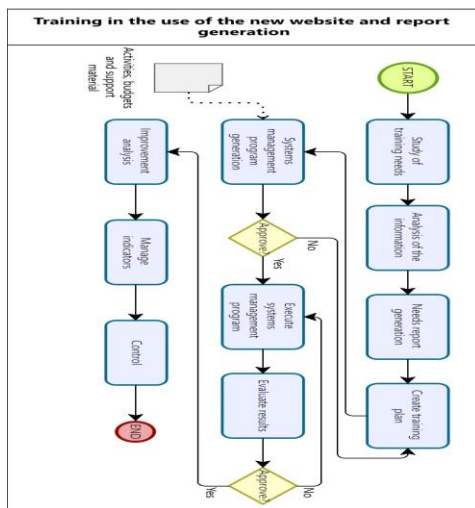 Training in the use of the new website and report
generation
START
Study of
training needs
Analysis of the
information
Needs report
generation
Create training
plan
Activities, budgets
and support
material
Systems
management
program
generation
Approve?
No
Yes
Execute
systems
management
program
Evaluate results
Approve?
No
Yes
Improvement
analysis
Manage
indicators
Control
END